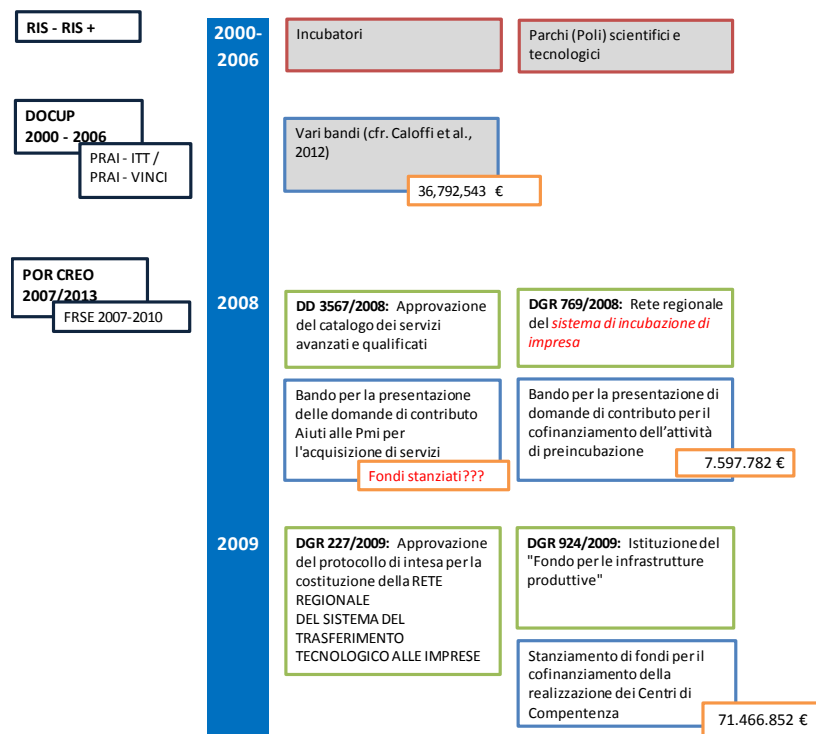 RIS - RIS +
2000-
2006
Incubatori
Parchi (Poli) scientifici e
tecnologici
DOCUP
2000 - 2006
PRAI - ITT /
PRAI - VINCI
Vari bandi (cfr. Caloffi et al.,
2012)
36,792,543 €
POR CREO
2007/2013
FRSE 2007-2010
2008
DD 3567/2008: Approvazione
del catalogo dei servizi
avanzati e qualificati
DGR 769/2008: Rete regionale
del sistema di incubazione di
impresa
Bando per la presentazione
delle domande di contributo
Aiuti alle Pmi per
l'acquisizione di servizi
Fondi stanziati???
Bando per la presentazione di
domande di contributo per il
cofinanziamento dell'attività
di preincubazione
7.597.782 €
2009
DGR 227/2009: Approvazione
del protocollo di intesa per la
costituzione della RETE
REGIONALE
DEL SISTEMA DEL
TRASFERIMENTO
TECNOLOGICO ALLE IMPRESE
DGR 924/2009: Istituzione del
"Fondo per le infrastrutture
produttive"
Stanziamento di fondi per il
cofinanziamento della
realizzazione dei Centri di
Compentenza
71.466.852 €